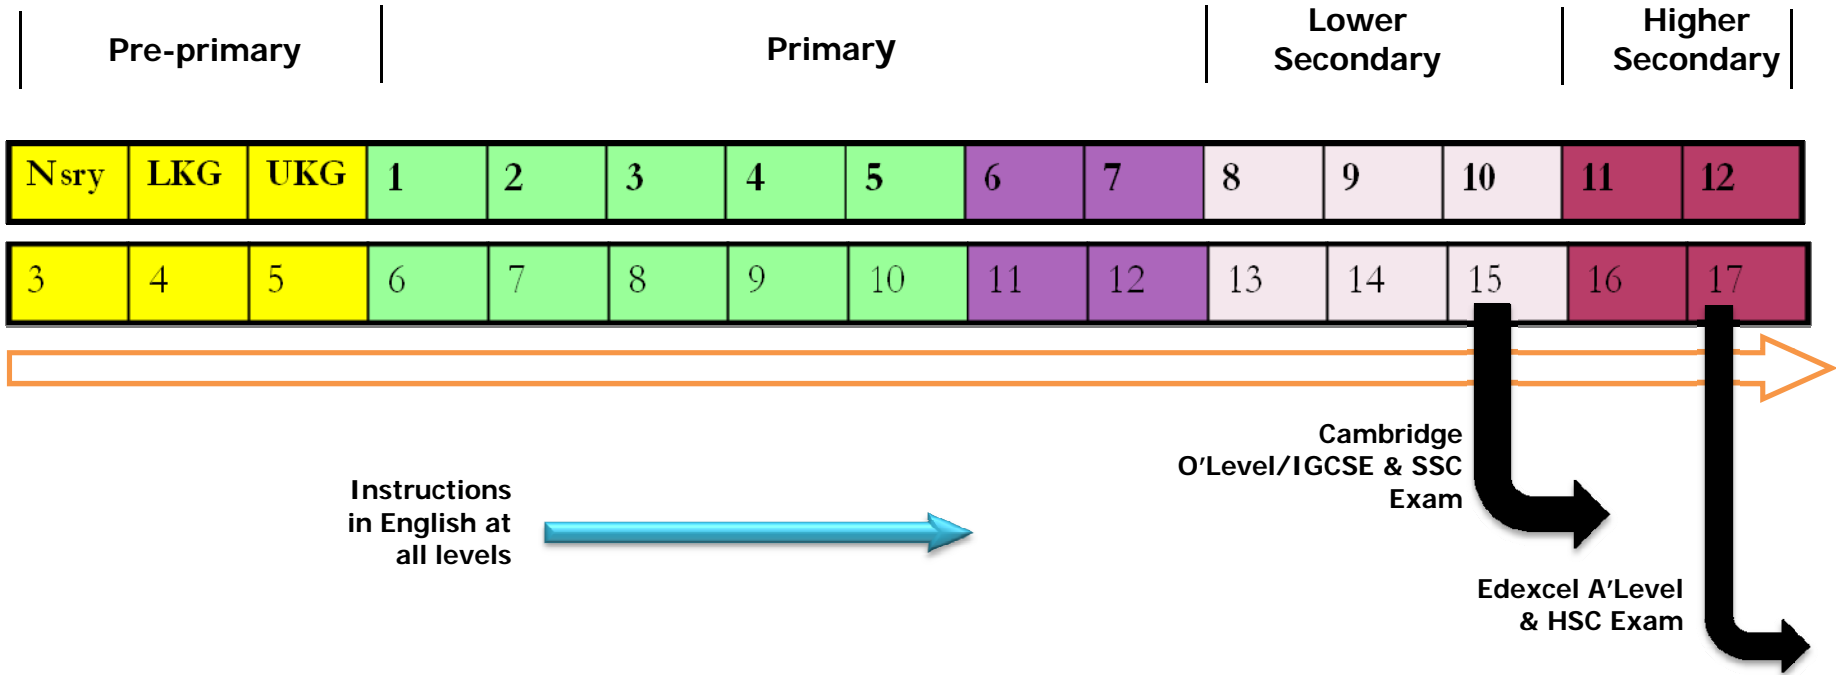 Pre-primary
Primary
Lower
Secondary
Higher
Secondary
Nsry LKG UKG 1 2 3 4 5 6 7 8 9 10 11 12
3 4 5 6 7 8 9 10 11 12 13 14 15 16 17
Cambridge
O'Level/IGCSE & SSC
Exam
Instructions
in English at
all levels
Edexcel A'Level
& HSC Exam